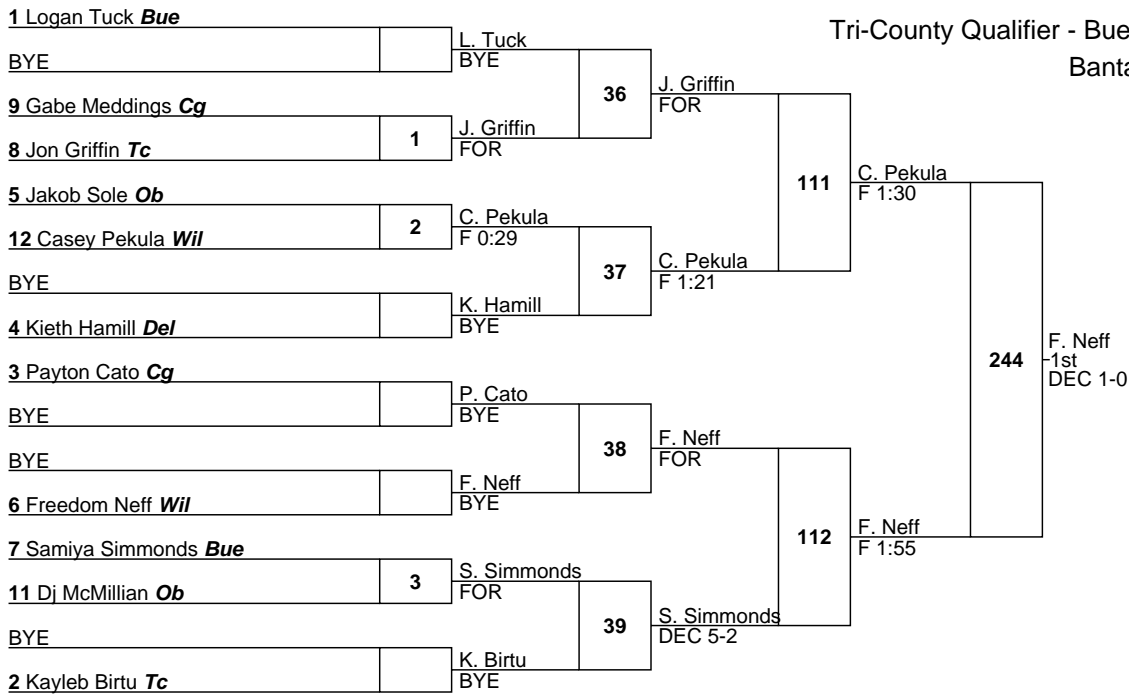 Tri-County Qualifier - Bue
Banta
1 Logan Tuck Bue
BYE
9 Gabe Meddings Cg
8 Jon Griffin Tc
5 Jakob Sole Ob
12 Casey Pekula Wil
BYE
4 Kieth Hamill Del
3 Payton Cato Cg
BYE
BYE
6 Freedom Neff Wil
7 Samiya Simmonds Bue
11 Dj McMillian Ob
BYE
2 Kayleb Birtu Tc
1
2
3
L. Tuck
BYE
J. Griffin
FOR
C. Pekula
F 0:29
K. Hamill
BYE
P. Cato
BYE
F. Neff
BYE
S. Simmonds
FOR
K. Birtu
BYE
36
37
38
39
J. Griffin
FOR
C. Pekula
F 1:21
F. Neff
FOR
S. Simmonds
DEC 5-2
111
112
C. Pekula
F 1:30
F. Neff
F 1:55
244
F. Neff
1st
DEC 1-0